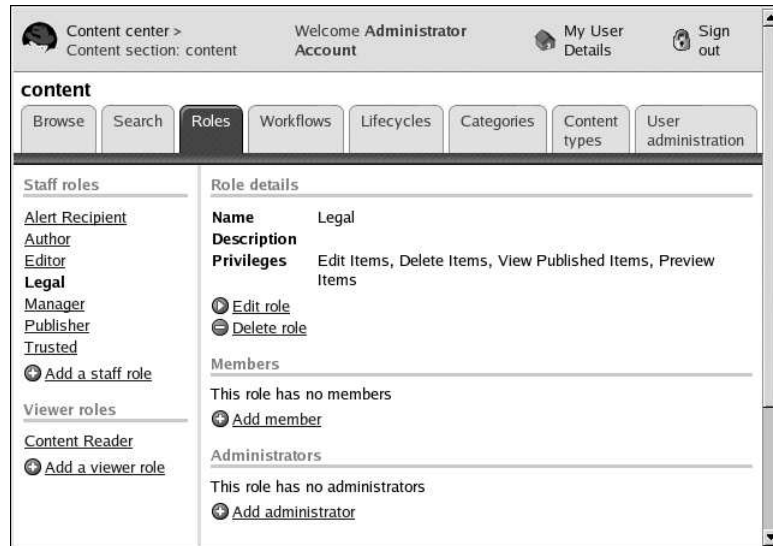 Content center >
Content section: content
Welcome Administrator
Account
My User
Details
Sign
out
content
Browse
Search
Roles
Workflows
Lifecycles
Categories
Content
types
User
administration
Staff roles
Alert Recipient
Author
Editor
Legal
Manager
Publisher
Trusted
Add a staff role
Viewer roles
Content Reader
Add a viewer role
Role details
Name Legal
Description
Privileges Edit Items, Delete Items, View Published Items, Preview
Items
Edit role
Delete role
Members
This role has no members
Add member
Administrators
This role has no administrators
Add administrator